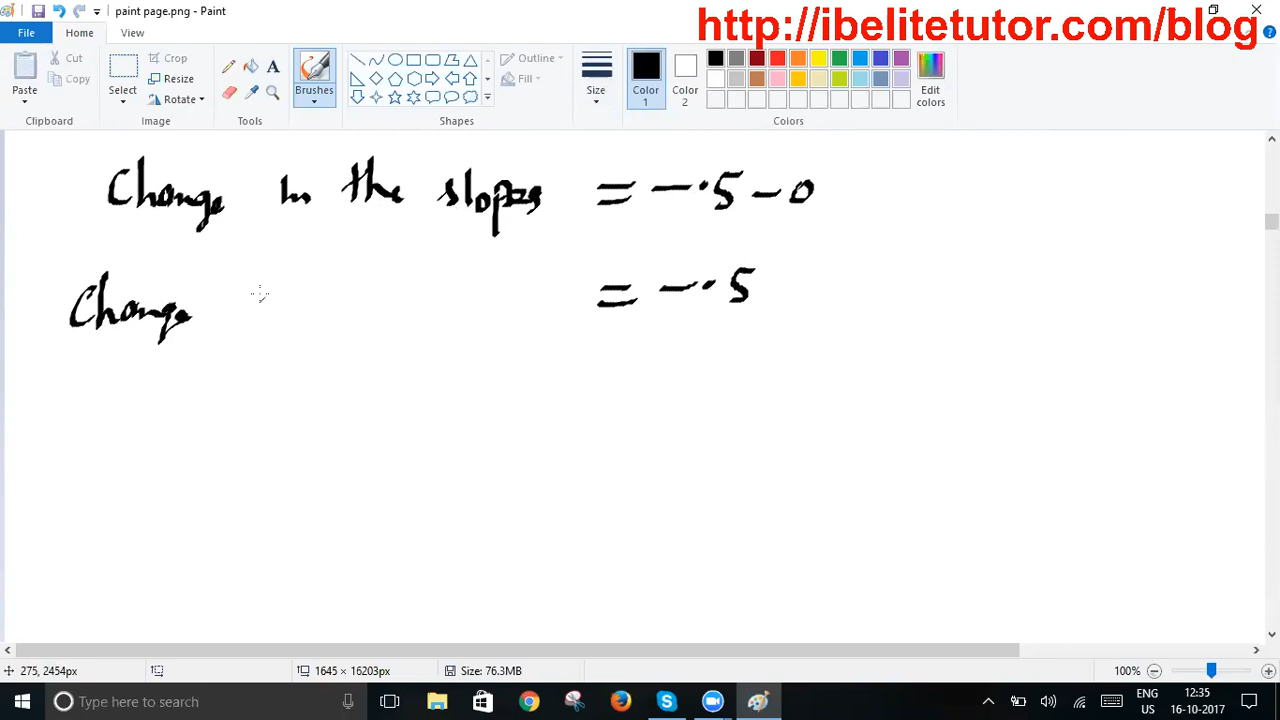 paint page.png - Paint
http://ibelitetutor.com/blog
File Home View
Paste Cut Copy
Select Crop Resize Rotate
Brushes
Outline Fill
Size
Color 1 Color 2
Edit colors
Clipboard Image Tools Shapes Colors
Change in the slopes = -.5 - 0
Change = -.5
275, 2454px 1645 × 16203px Size: 76.3MB 100%
Type here to search ENG US 12:35 16-10-2017